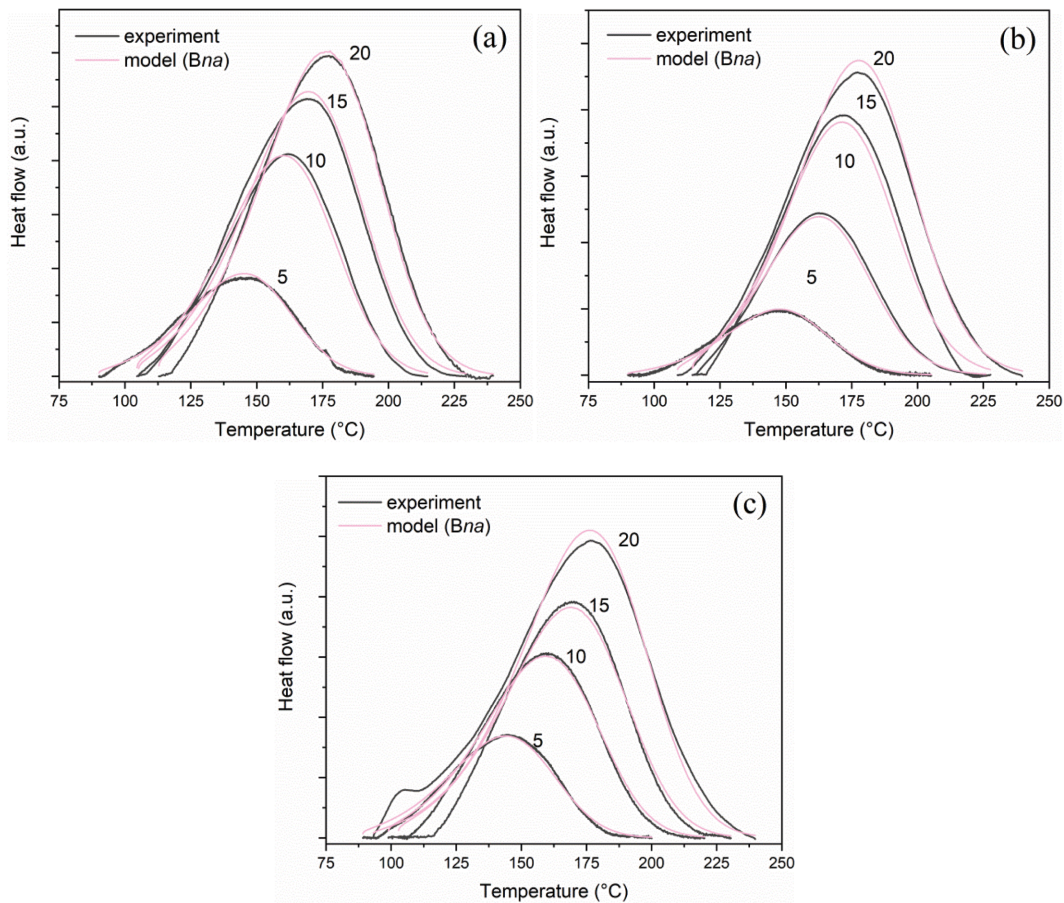 experiment
model (Bna)
(a)
20
15
10
5
Heat flow (a.u.)
75 100 125 150 175 200 225 250
Temperature (°C)
experiment
model (Bna)
(b)
20
15
10
5
Heat flow (a.u.)
75 100 125 150 175 200 225 250
Temperature (°C)
experiment
model (Bna)
(c)
20
15
10
5
Heat flow (a.u.)
75 100 125 150 175 200 225 250
Temperature (°C)